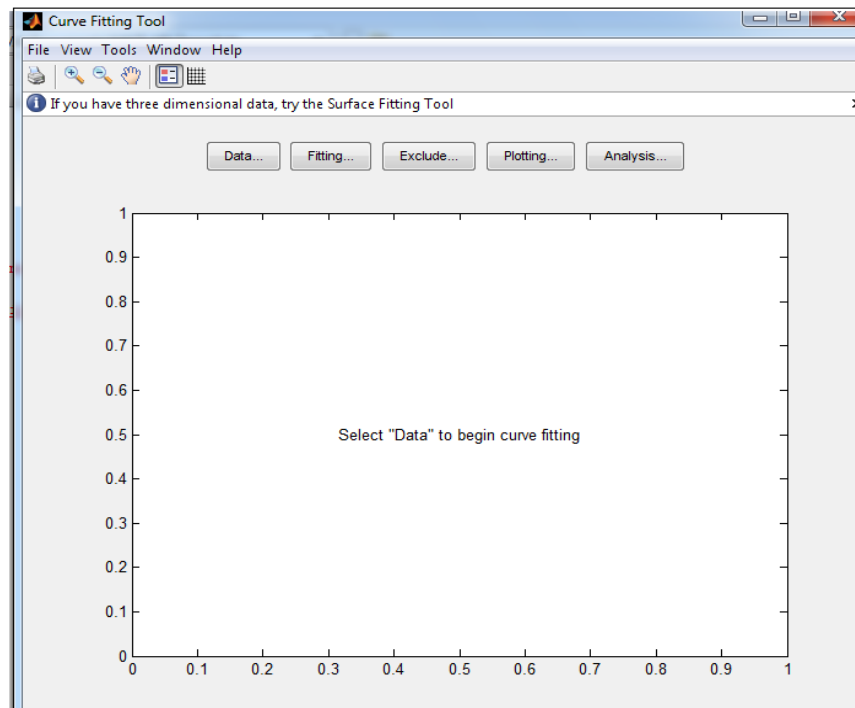 Curve Fitting Tool
File View Tools Window Help
If you have three dimensional data, try the Surface Fitting Tool
Data... Fitting... Exclude... Plotting... Analysis...
1
0.9
0.8
0.7
0.6
0.5
Select "Data" to begin curve fitting
0.4
0.3
0.2
0.1
0
0 0.1 0.2 0.3 0.4 0.5 0.6 0.7 0.8 0.9 1